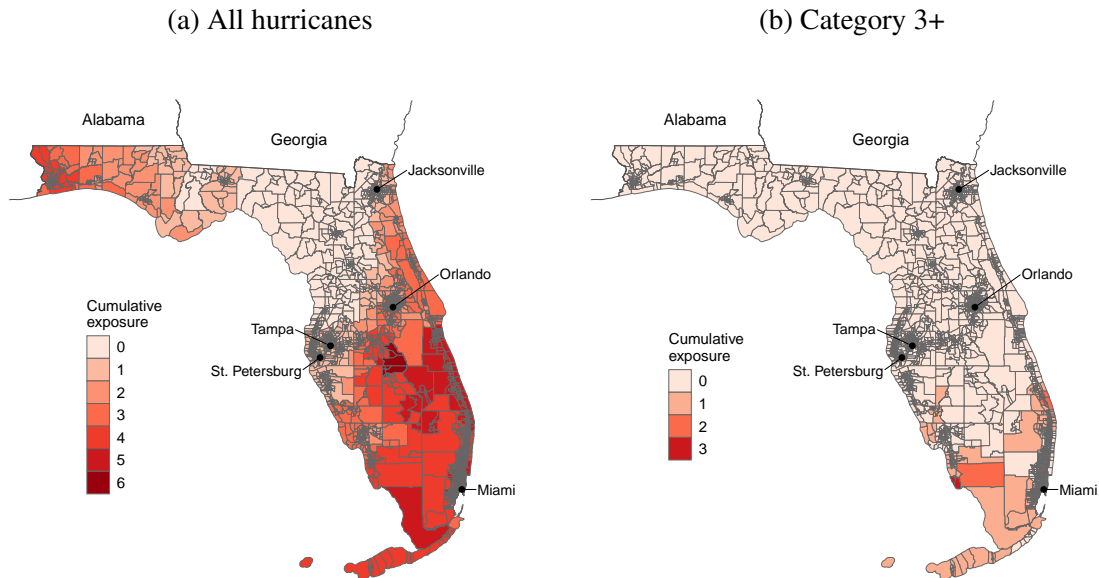 (a) All hurricanes
Alabama
Georgia
Jacksonville
Orlando
Tampa
St. Petersburg
Miami
Cumulative
exposure
0
1
2
3
4
5
6
(b) Category 3+
Alabama
Georgia
Jacksonville
Orlando
Tampa
St. Petersburg
Miami
Cumulative
exposure
0
1
2
3